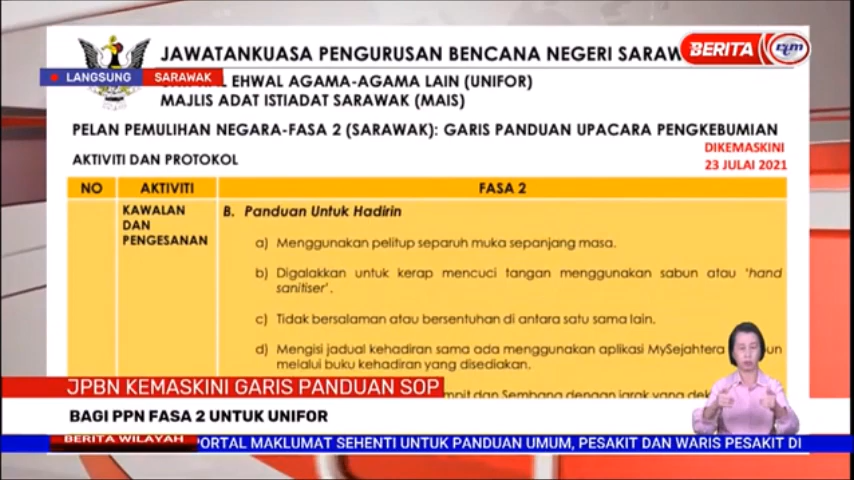 JAWATANKUASA PENGURUSAN BENCANA NEGERI
BERITA
LANGSUNG SARAWAK
EHWAL AGAMA-AGAMA LAIN (UNIFOR)
MAJLIS ADAT ISTIADAT SARAWAK (MAIS)
PELAN PEMULIHAN NEGARA-FASA 2 (SARAWAK): GARIS PANDUAN UPACARA PENGKEBUMIAN
DIKEMASKINI
23 JULAI 2021
AKTIVITI DAN PROTOKOL
NO AKTIVITI FASA 2
KAWALAN
DAN
PENGESANAN
B. Panduan Untuk Hadirin
a) Menggunakan pelitup separuh muka sepanjang masa.
b) Digalakkan untuk kerap mencuci tangan menggunakan sabun atau 'hand
sanitiser'.
c) Tidak bersalaman atau bersentuhan di antara satu sama lain.
d) Mengisi jadual kehadiran sama ada menggunakan aplikasi MySejahtera
melalui buku kehadiran yang disediakan.
dan Sembang dengan jarak yang
JPBN KEMASKINI GARIS PANDUAN SOP
BAGI PPN FASA 2 UNTUK UNIFOR
BERITA WILAYAH
PORTAL MAKLUMAT SEHENTI UNTUK PANDUAN UMUM, PESAKIT DAN WARIS PESAKIT DI